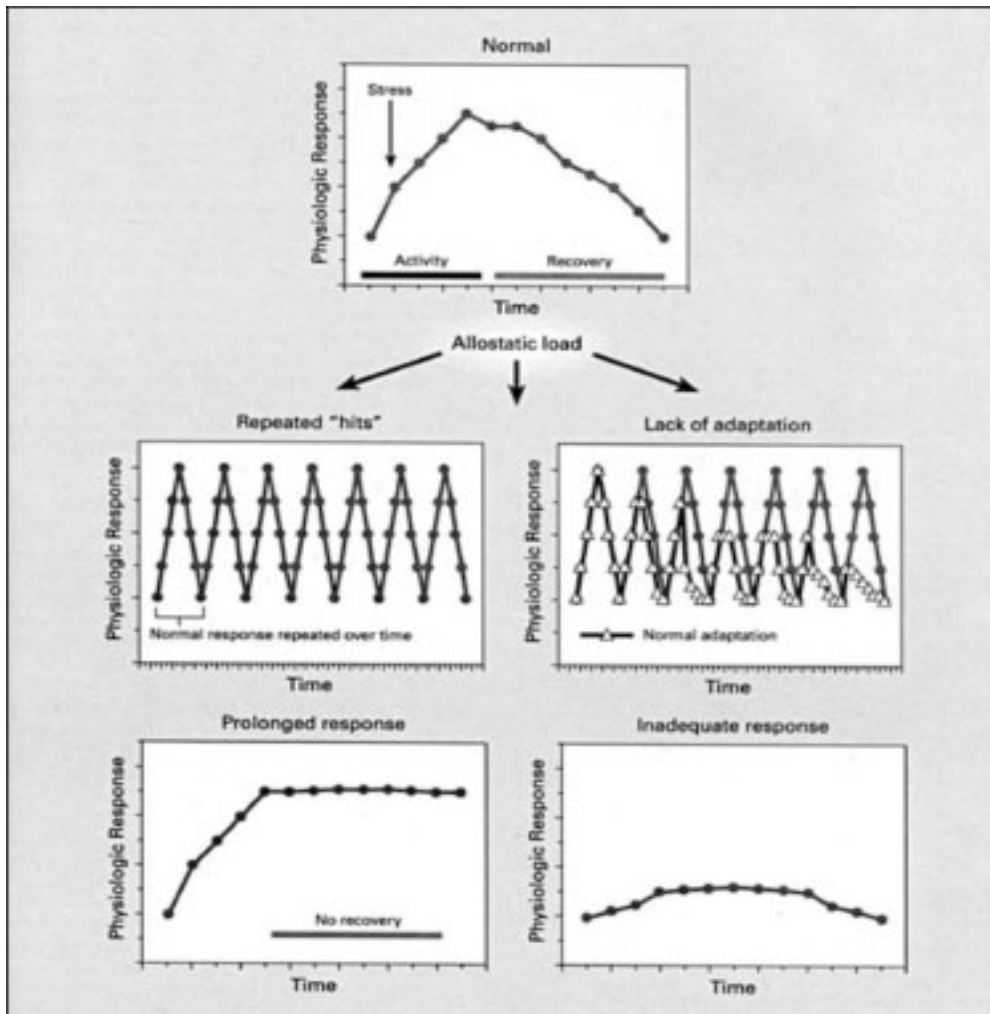 Normal
Stress
Physiologic Response
Activity
Recovery
Time
Allostatic load
Repeated "hits"
Physiologic Response
Normal response repeated over time
Time
Lack of adaptation
Physiologic Response
Normal adaptation
Time
Prolonged response
Physiologic Response
No recovery
Time
Inadequate response
Physiologic Response
Time